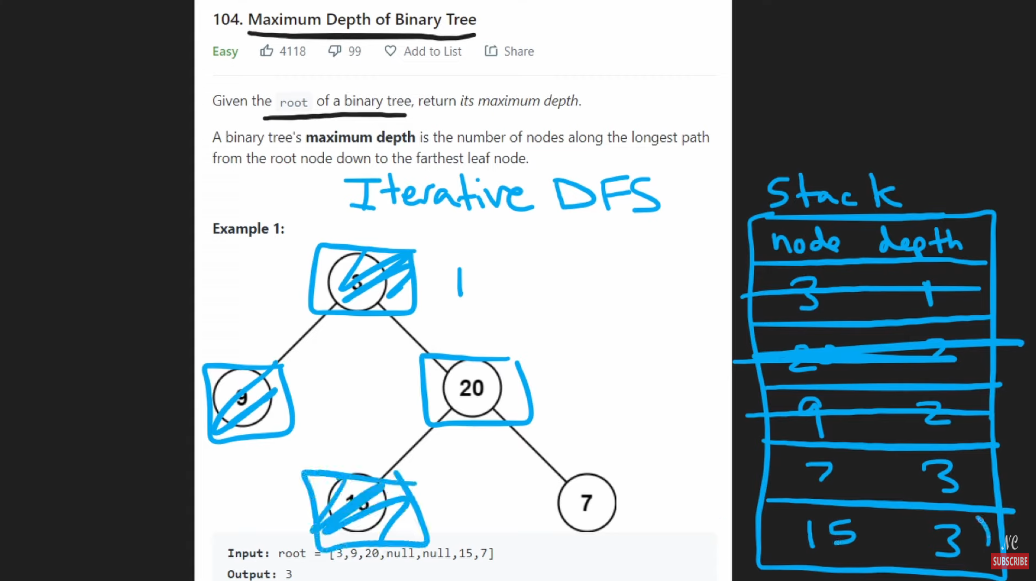 104. Maximum Depth of Binary Tree
Easy 4118 99 Add to List Share
Given the root of a binary tree, return its maximum depth.
A binary tree's maximum depth is the number of nodes along the longest path
from the root node down to the farthest leaf node.
Iterative DFS
Example 1:
3
1
9
20
15
7
Input: root = [3,9,20,null,null,15,7]
Output: 3
Stack
node depth
3 1
20 2
9 2
7 3
15 3
NC
SUBSCRIBE